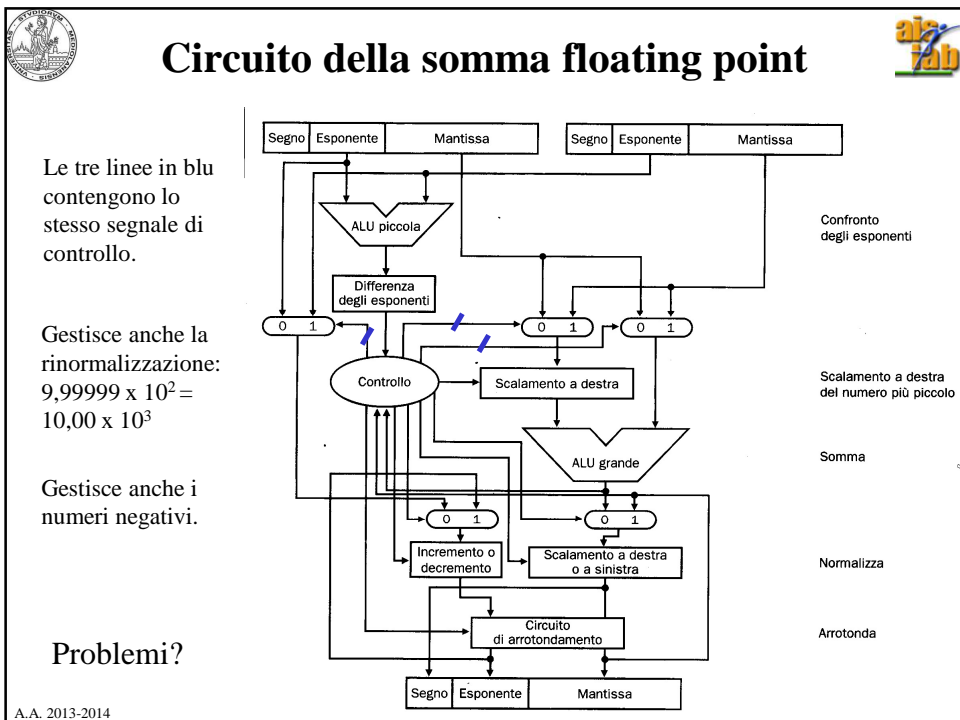 Circuito della somma floating point
Le tre linee in blu
contengono lo
stesso segnale di
controllo.
Gestisce anche la
rinormalizzazione:
9,99999 x 10² =
10,00 x 10³
Gestisce anche i
numeri negativi.
Problemi?
A.A. 2013-2014
Segno Esponente Mantissa
Segno Esponente Mantissa
ALU piccola
Confronto
degli esponenti
Differenza
degli esponenti
0 1
0 1
0 1
Controllo
Scalamento a destra
Scalamento a destra
del numero più piccolo
ALU grande
Somma
0 1
0 1
Incremento o
decremento
Scalamento a destra
o a sinistra
Normalizza
Circuito
di arrotondamento
Arrotonda
Segno Esponente Mantissa